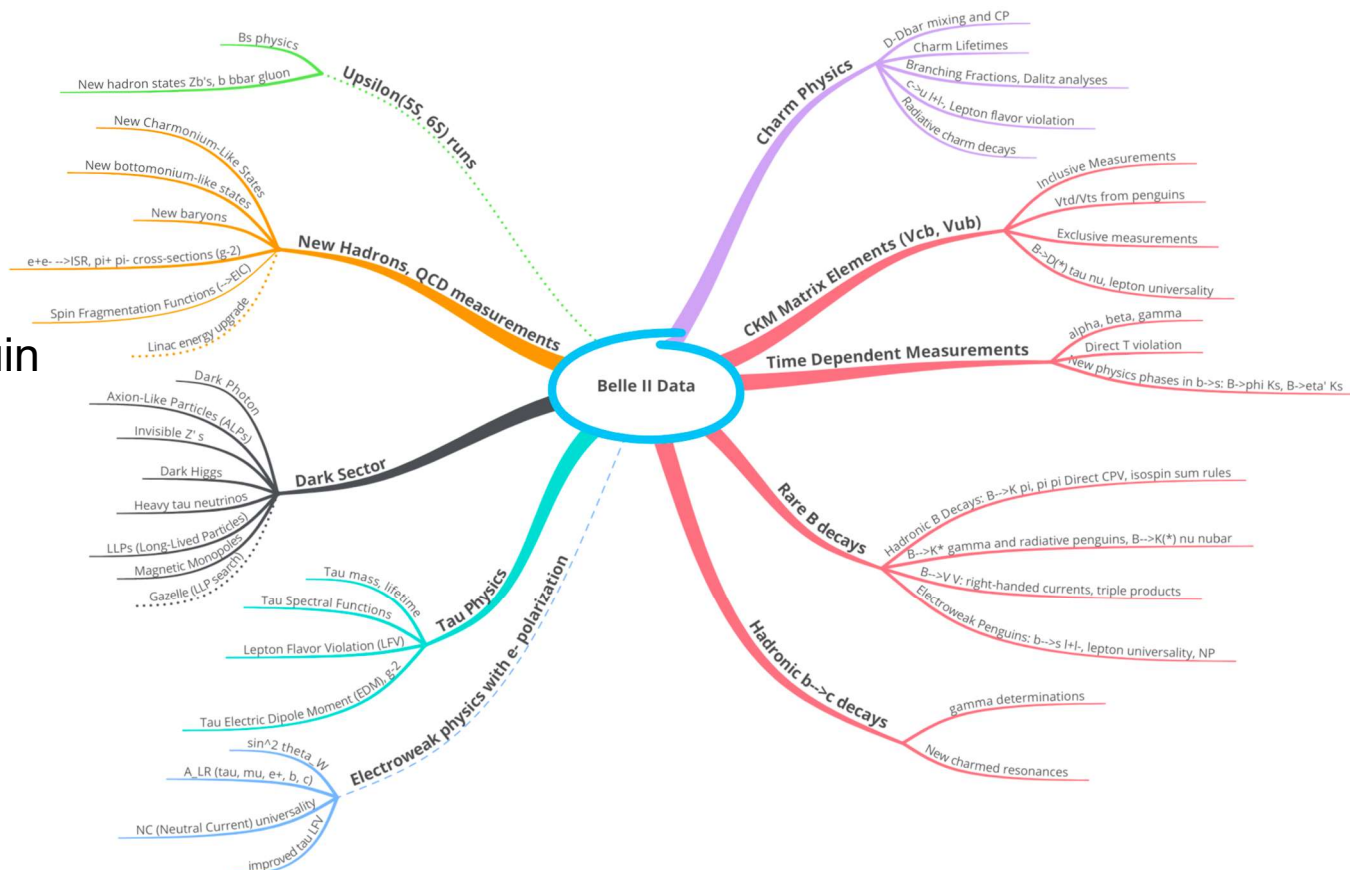 Belle II Data
Upsilon(5S, 6S) runs
Bs physics
New hadron states Zb's, b bbar gluon
New Hadrons, QCD measurements
New Charmonium-Like States
New bottomonium-like states
New baryons
e+e- -->ISR, pi+ pi- cross-sections (g-2)
Spin Fragmentation Functions (-->EIC)
Linac energy upgrade
in
Dark Sector
Dark Photon
Axion-Like Particles (ALPs)
Invisible Z' s
Dark Higgs
Heavy tau neutrinos
LLPs (Long-Lived Particles)
Magnetic Monopoles
Gazelle (LLP search)
Tau Physics
Tau mass, lifetime
Tau Spectral Functions
Lepton Flavor Violation (LFV)
Tau Electric Dipole Moment (EDM), g-2
Electroweak physics with e- polarization
sin^2 theta_W
A_LR (tau, mu, e+, b, c)
NC (Neutral Current) universality
improved tau LFV
Charm Physics
D-Dbar mixing and CP
Charm Lifetimes
Branching Fractions, Dalitz analyses
c->u l+l-, Lepton flavor violation
Radiative charm decays
CKM Matrix Elements (Vcb, Vub)
Inclusive Measurements
Vtd/Vts from penguins
Exclusive measurements
B->D(*) tau nu, lepton universality
Time Dependent Measurements
alpha, beta, gamma
Direct T violation
New physics phases in b->s: B->phi Ks, B->eta' Ks
Rare B decays
Hadronic B Decays: B-->K pi, pi pi Direct CPV, isospin sum rules
B-->K* gamma and radiative penguins, B-->K(*) nu nubar
B-->V V: right-handed currents, triple products
Electroweak Penguins: b-->s l+l-, lepton universality, NP
Hadronic b-->c decays
gamma determinations
New charmed resonances